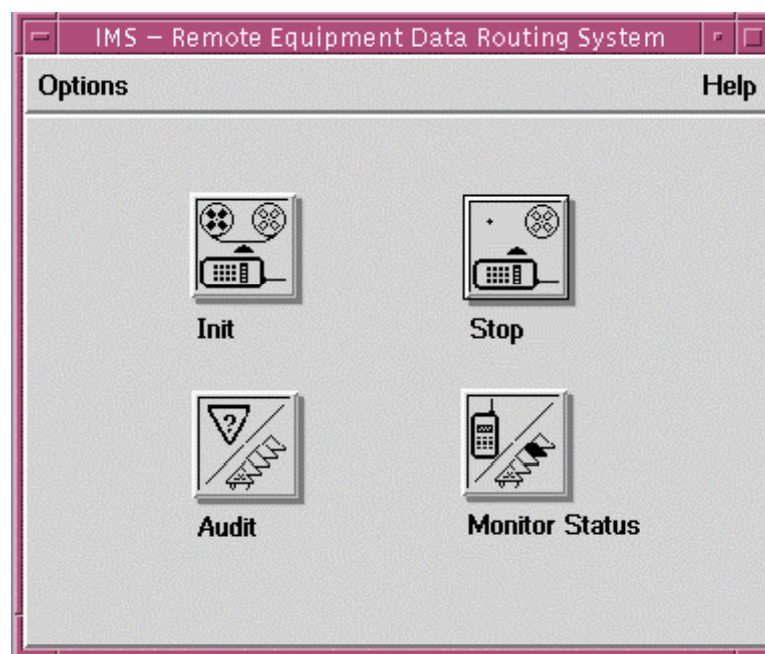 IMS – Remote Equipment Data Routing System
Options Help
Init Stop
?
Audit Monitor Status